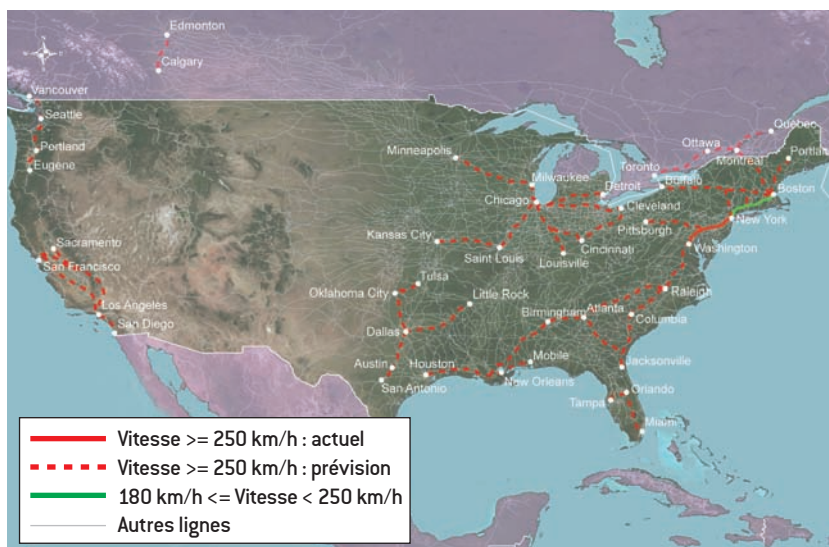 Edmonton
Calgary
Vancouver
Seattle
Portland
Eugene
Minneapolis
Milwaukee
Chicago
Detroit
Toronto
Ottawa
Montréal
Québec
Portland
Buffalo
Boston
New York
Cleveland
Pittsburgh
Washington
Kansas City
Saint Louis
Louisville
Cincinnati
Sacramento
San Francisco
Los Angeles
San Diego
Oklahoma City
Tulsa
Little Rock
Dallas
Birmingham
Atlanta
Raleigh
Columbia
Austin
Houston
San Antonio
Mobile
New Orleans
Jacksonville
Orlando
Tampa
Miami
Vitesse >= 250 km/h : actuel
Vitesse >= 250 km/h : prévision
180 km/h <= Vitesse < 250 km/h
Autres lignes